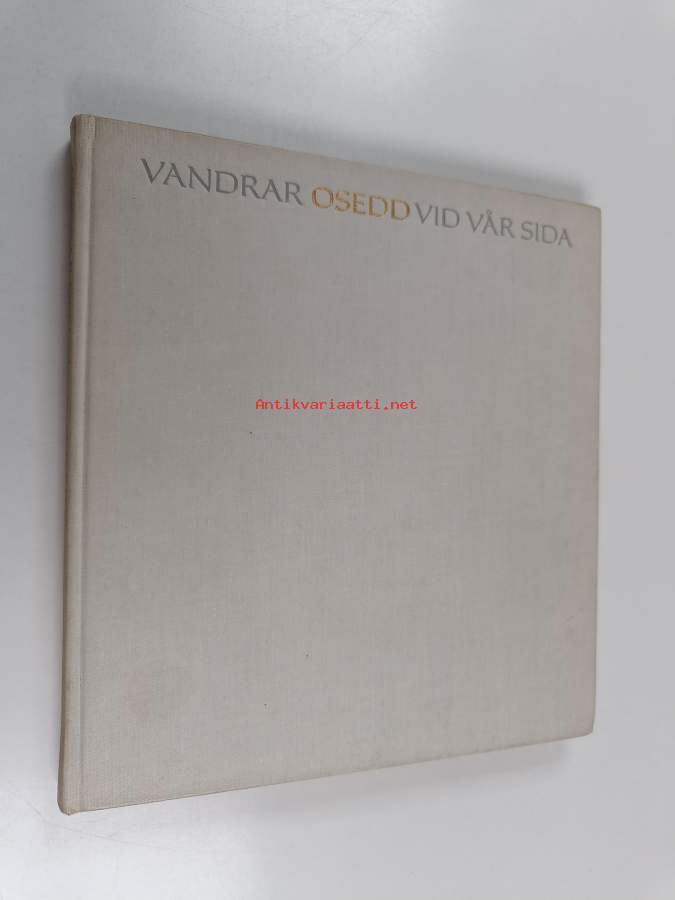 VANDRAR OSEDD VID VÅR SIDA
Antikvariaatti.net